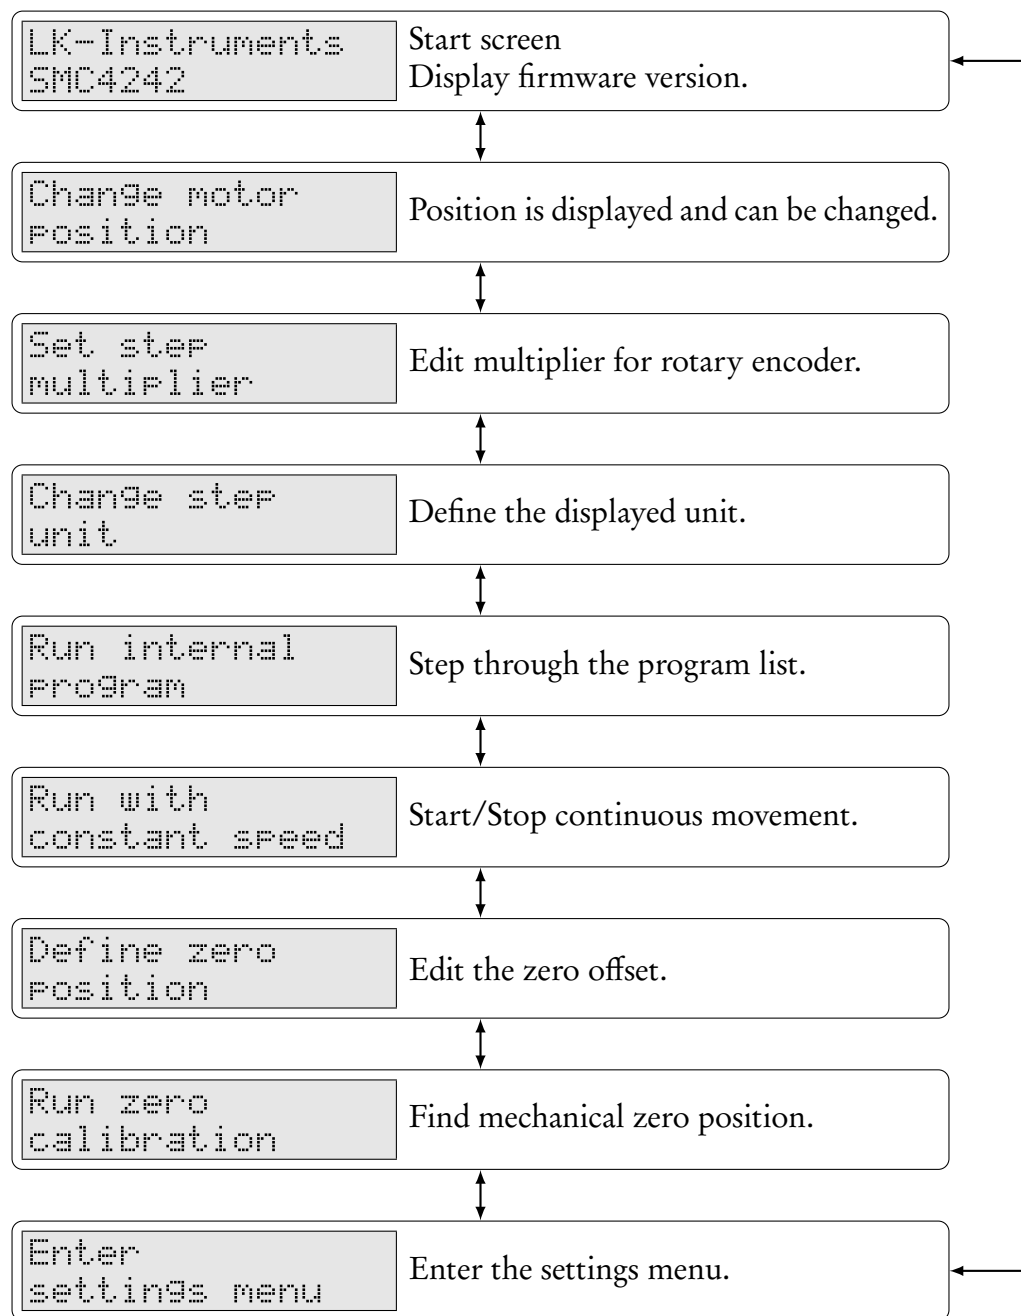 LK-Instruments
SMC4242
Start screen
Display firmware version.
Change motor
position
Position is displayed and can be changed.
Set step
multiplier
Edit multiplier for rotary encoder.
Change step
unit
Define the displayed unit.
Run internal
program
Step through the program list.
Run with
constant speed
Start/Stop continuous movement.
Define zero
position
Edit the zero offset.
Run zero
calibration
Find mechanical zero position.
Enter
settings menu
Enter the settings menu.